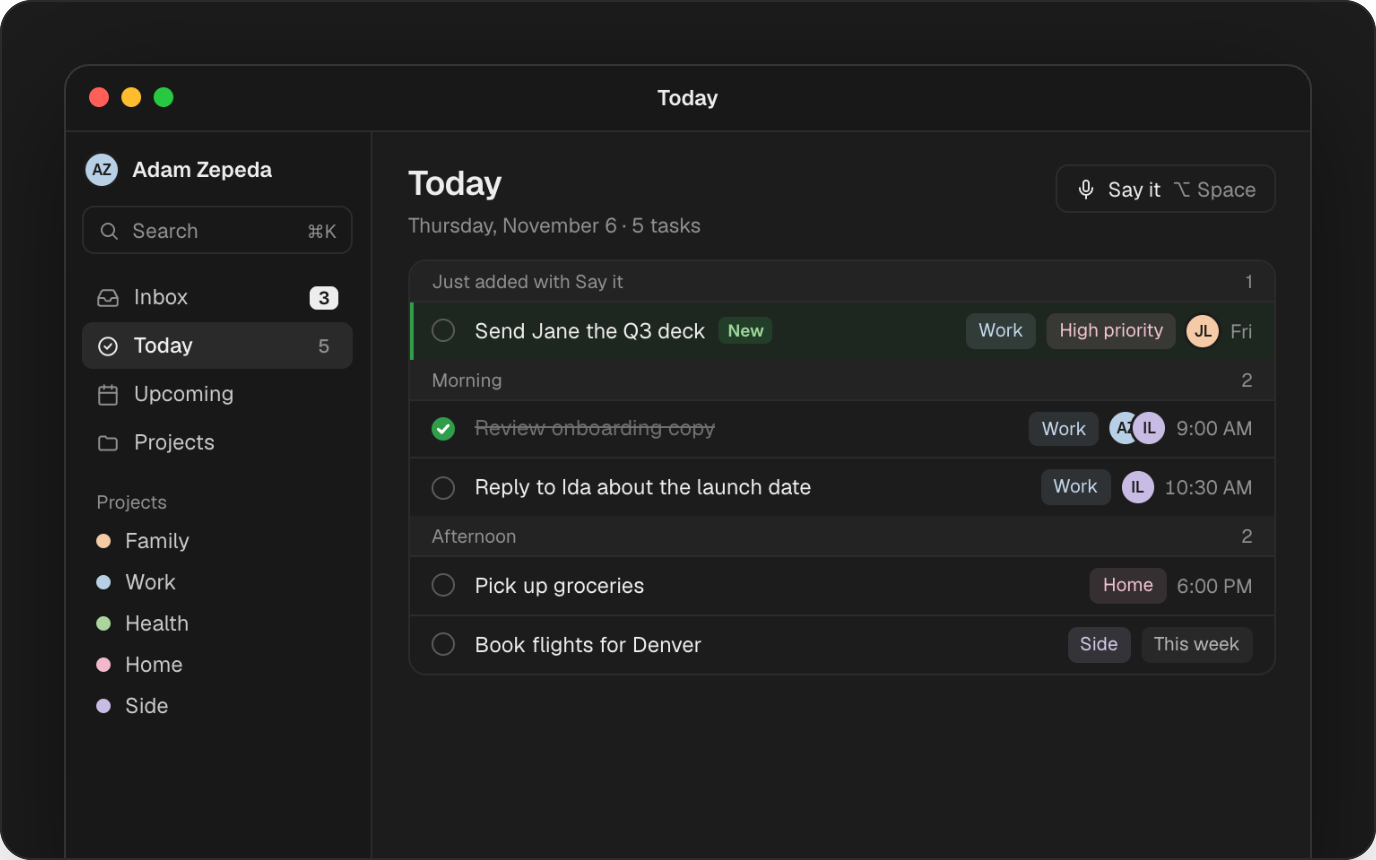 Today
AZ Adam Zepeda
Search ⌘K
Inbox 3
Today 5
Upcoming
Projects
Projects
Family
Work
Health
Home
Side
Today
Thursday, November 6 · 5 tasks
Say it ⌥ Space
Just added with Say it 1
Send Jane the Q3 deck New Work High priority JL Fri
Morning 2
Review onboarding copy Work AZ IL 9:00 AM
Reply to Ida about the launch date Work IL 10:30 AM
Afternoon 2
Pick up groceries Home 6:00 PM
Book flights for Denver Side This week